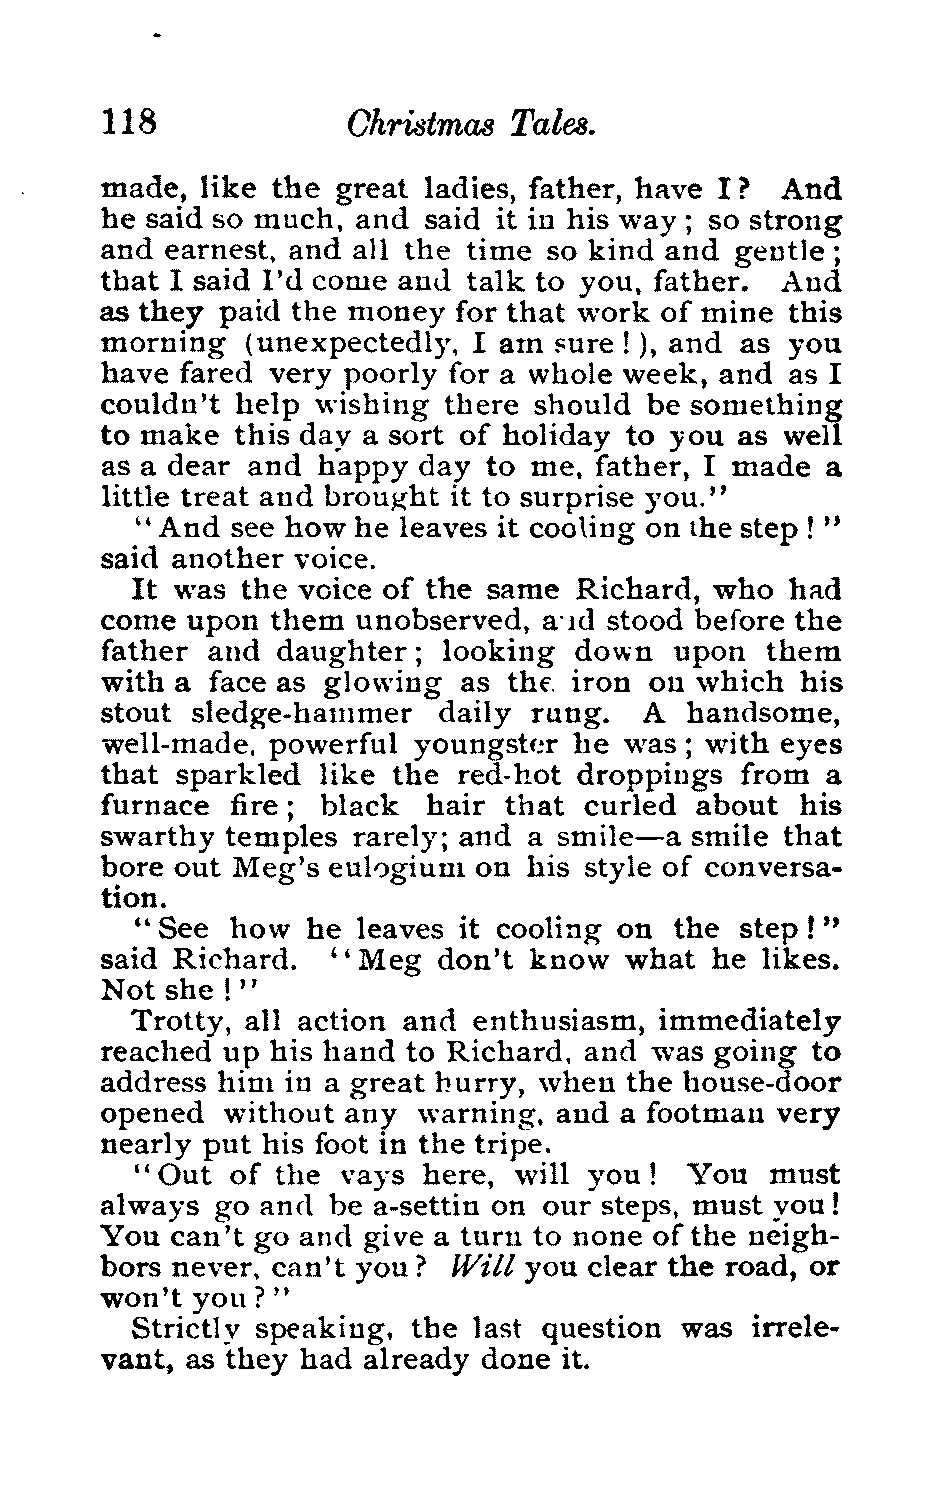 118 Christmas Tales.
made, like the great ladies, father, have I? And
he said so much, and said it in his way; so strong
and earnest, and all the time so kind and gentle;
that I said I'd come and talk to you, father. And
as they paid the money for that work of mine this
morning (unexpectedly, I am sure!), and as you
have fared very poorly for a whole week, and as I
couldn't help wishing there should be something
to make this day a sort of holiday to you as well
as a dear and happy day to me, father, I made a
little treat and brought it to surprise you."
"And see how he leaves it cooling on the step!"
said another voice.
It was the voice of the same Richard, who had
come upon them unobserved, and stood before the
father and daughter; looking down upon them
with a face as glowing as the iron on which his
stout sledge-hammer daily rung. A handsome,
well-made, powerful youngster he was; with eyes
that sparkled like the red-hot droppings from a
furnace fire; black hair that curled about his
swarthy temples rarely; and a smile—a smile that
bore out Meg's eulogium on his style of conversa-
tion.
"See how he leaves it cooling on the step!"
said Richard. "Meg don't know what he likes.
Not she!"
Trotty, all action and enthusiasm, immediately
reached up his hand to Richard, and was going to
address him in a great hurry, when the house-door
opened without any warning, and a footman very
nearly put his foot in the tripe.
"Out of the vays here, will you! You must
always go and be a-settin on our steps, must you!
You can't go and give a turn to none of the neigh-
bors never, can't you? Will you clear the road, or
won't you?"
Strictly speaking, the last question was irrele-
vant, as they had already done it.